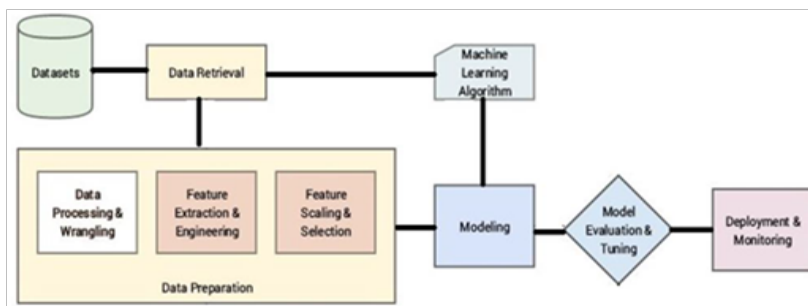 Datasets
Data Retrieval
Machine
Learning
Algorithm
Data
Processing &
Wrangling
Feature
Extraction &
Engineering
Feature
Scaling &
Selection
Data Preparation
Modeling
Model
Evaluation &
Tuning
Deployment &
Monitoring